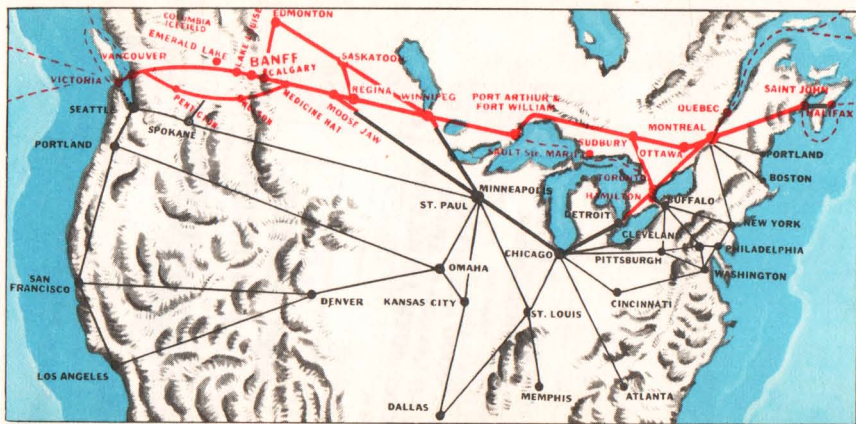 COLUMBIA
ICEFIELD
EDMONTON
LAKE LOUISE
EMERALD LAKE
BANFF
SASKATOON
VANCOUVER
CALGARY
VICTORIA
REGINA
WINNIPEG
PORT ARTHUR &
FORT WILLIAM
QUEBEC
SAINT JOHN
HALIFAX
SEATTLE
PENTICTON
NELSON
MEDICINE HAT
MOOSE JAW
SPOKANE
MONTREAL
SUDBURY
OTTAWA
SAULT Ste. MARIE
PORTLAND
PORTLAND
BOSTON
TORONTO
HAMILTON
MINNEAPOLIS
ST. PAUL
BUFFALO
DETROIT
NEW YORK
CLEVELAND
CHICAGO
PITTSBURGH
PHILADELPHIA
WASHINGTON
OMAHA
SAN
FRANCISCO
DENVER
KANSAS CITY
CINCINNATI
ST. LOUIS
LOS ANGELES
DALLAS
MEMPHIS
ATLANTA